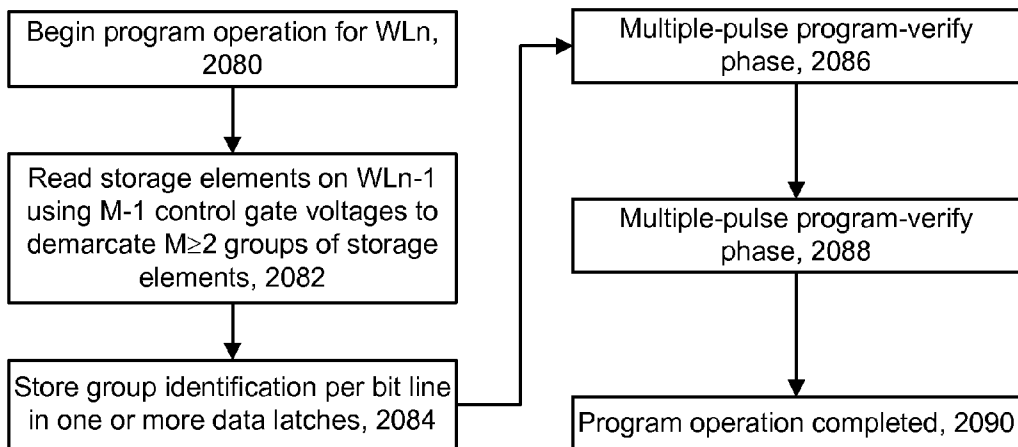 Begin program operation for WLn,
2080
Read storage elements on WLn-1
using M-1 control gate voltages to
demarcate M≥2 groups of storage
elements, 2082
Store group identification per bit line
in one or more data latches, 2084
Multiple-pulse program-verify
phase, 2086
Multiple-pulse program-verify
phase, 2088
Program operation completed, 2090